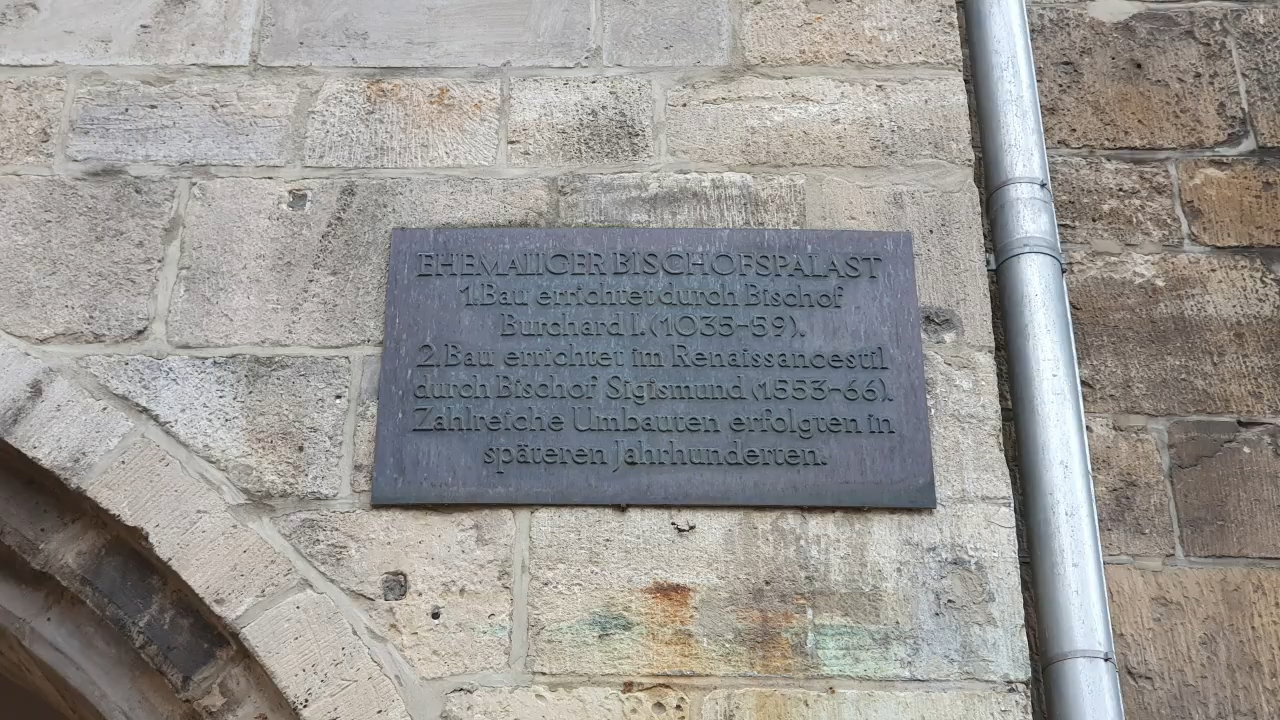 EHEMALIGER BISCHOFSPALAST
1.Bau errichtet durch Bischof
Burchard I. (1035-59).
2.Bau errichtet im Renaissancestil
durch Bischof Sigismund (1553-66).
Zahlreiche Umbauten erfolgten in
späteren Jahrhunderten.